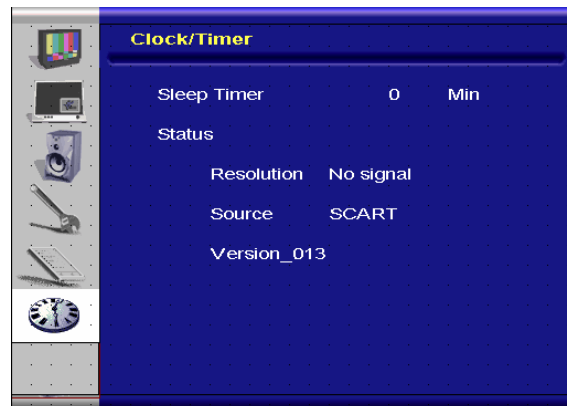 Clock/Timer
Sleep Timer 0 Min
Status
Resolution No signal
Source SCART
Version_013